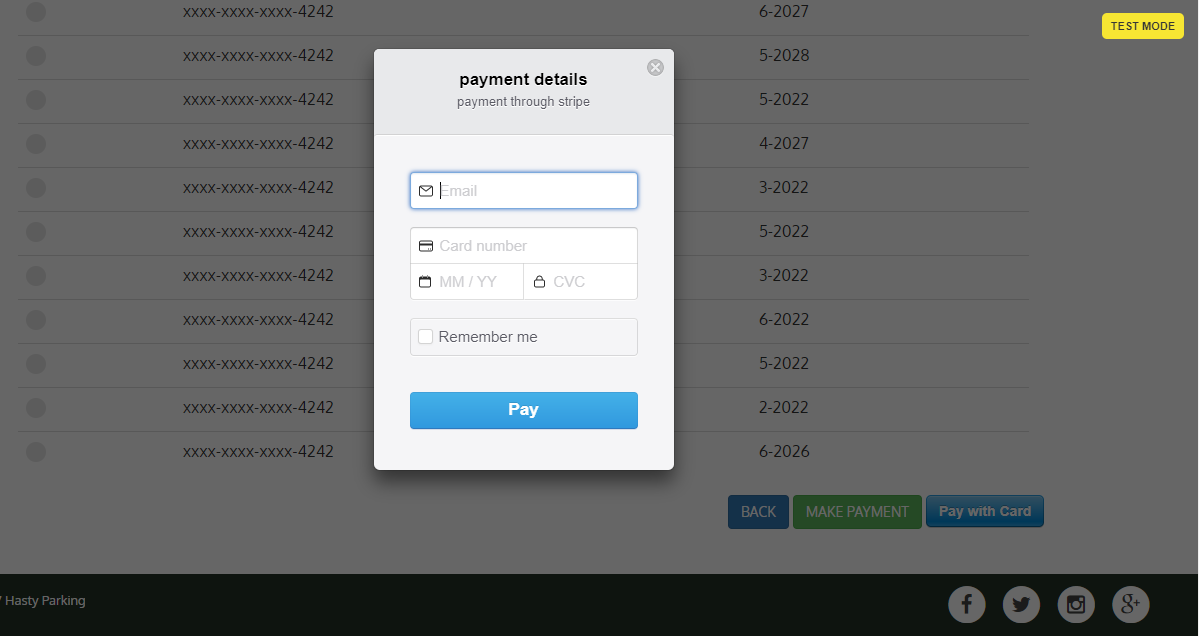 xxxx-xxxx-xxxx-4242 6-2027
TEST MODE
xxxx-xxxx-xxxx-4242 5-2028
payment details
payment through stripe
xxxx-xxxx-xxxx-4242 5-2022
xxxx-xxxx-xxxx-4242 4-2027
xxxx-xxxx-xxxx-4242 3-2022
Email
xxxx-xxxx-xxxx-4242 5-2022
Card number
xxxx-xxxx-xxxx-4242 3-2022
MM / YY CVC
xxxx-xxxx-xxxx-4242 6-2022
Remember me
xxxx-xxxx-xxxx-4242 5-2022
xxxx-xxxx-xxxx-4242 2-2022
Pay
xxxx-xxxx-xxxx-4242 6-2026
BACK MAKE PAYMENT Pay with Card
Hasty Parking